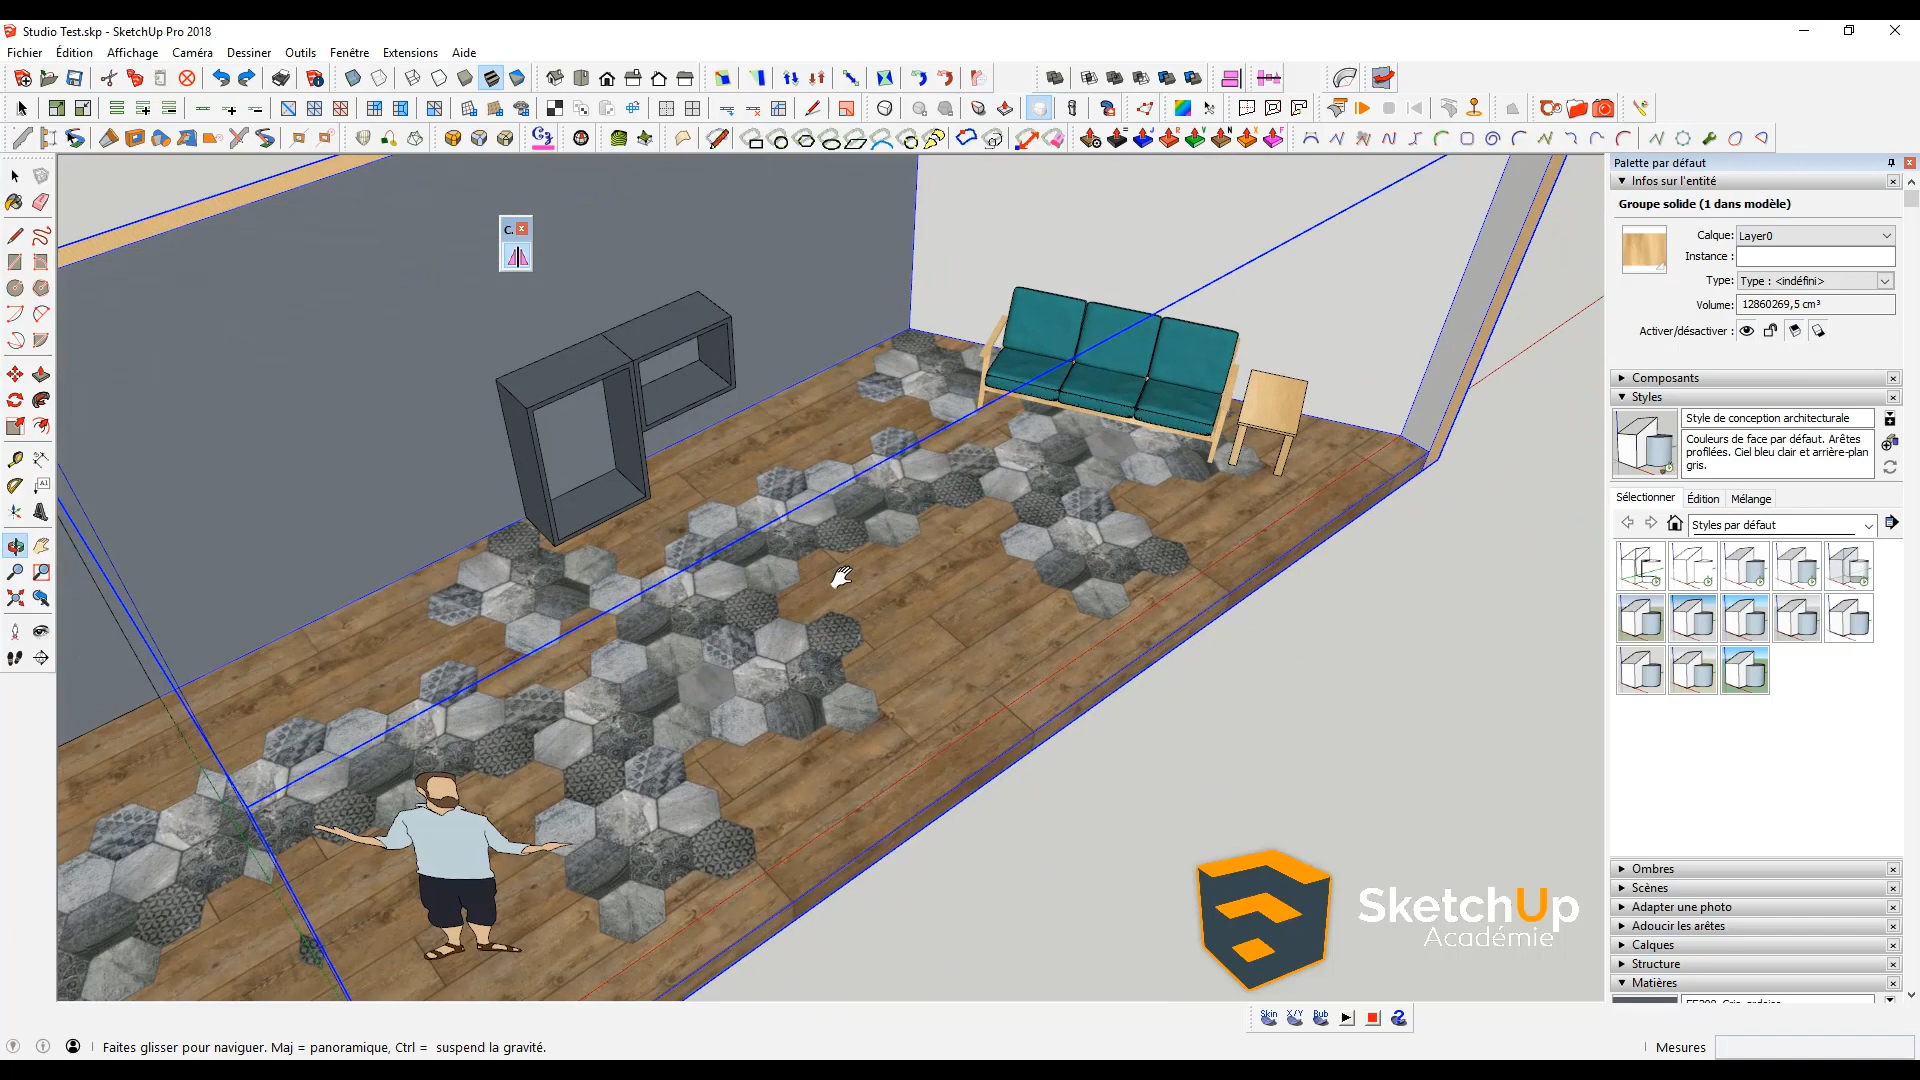 Studio Test.skp - SketchUp Pro 2018
Fichier Édition Affichage Caméra Dessiner Outils Fenêtre Extensions Aide
C.
A1
Palette par défaut
Infos sur l'entité
Groupe solide (1 dans modèle)
Calque: Layer0
Instance :
Type: Type : <indéfini>
Volume: 12860269,5 cm³
Activer/désactiver :
Composants
Styles
Style de conception architecturale
Couleurs de face par défaut. Arêtes
profilées. Ciel bleu clair et arrière-plan
gris.
Sélectionner Édition Mélange
Styles par défaut
Ombres
Scènes
Adapter une photo
Adoucir les arêtes
Calques
Structure
Matières
SketchUp
Académie
Skin X/Y Bub
Faites glisser pour naviguer. Maj = panoramique, Ctrl = suspend la gravité.
Mesures